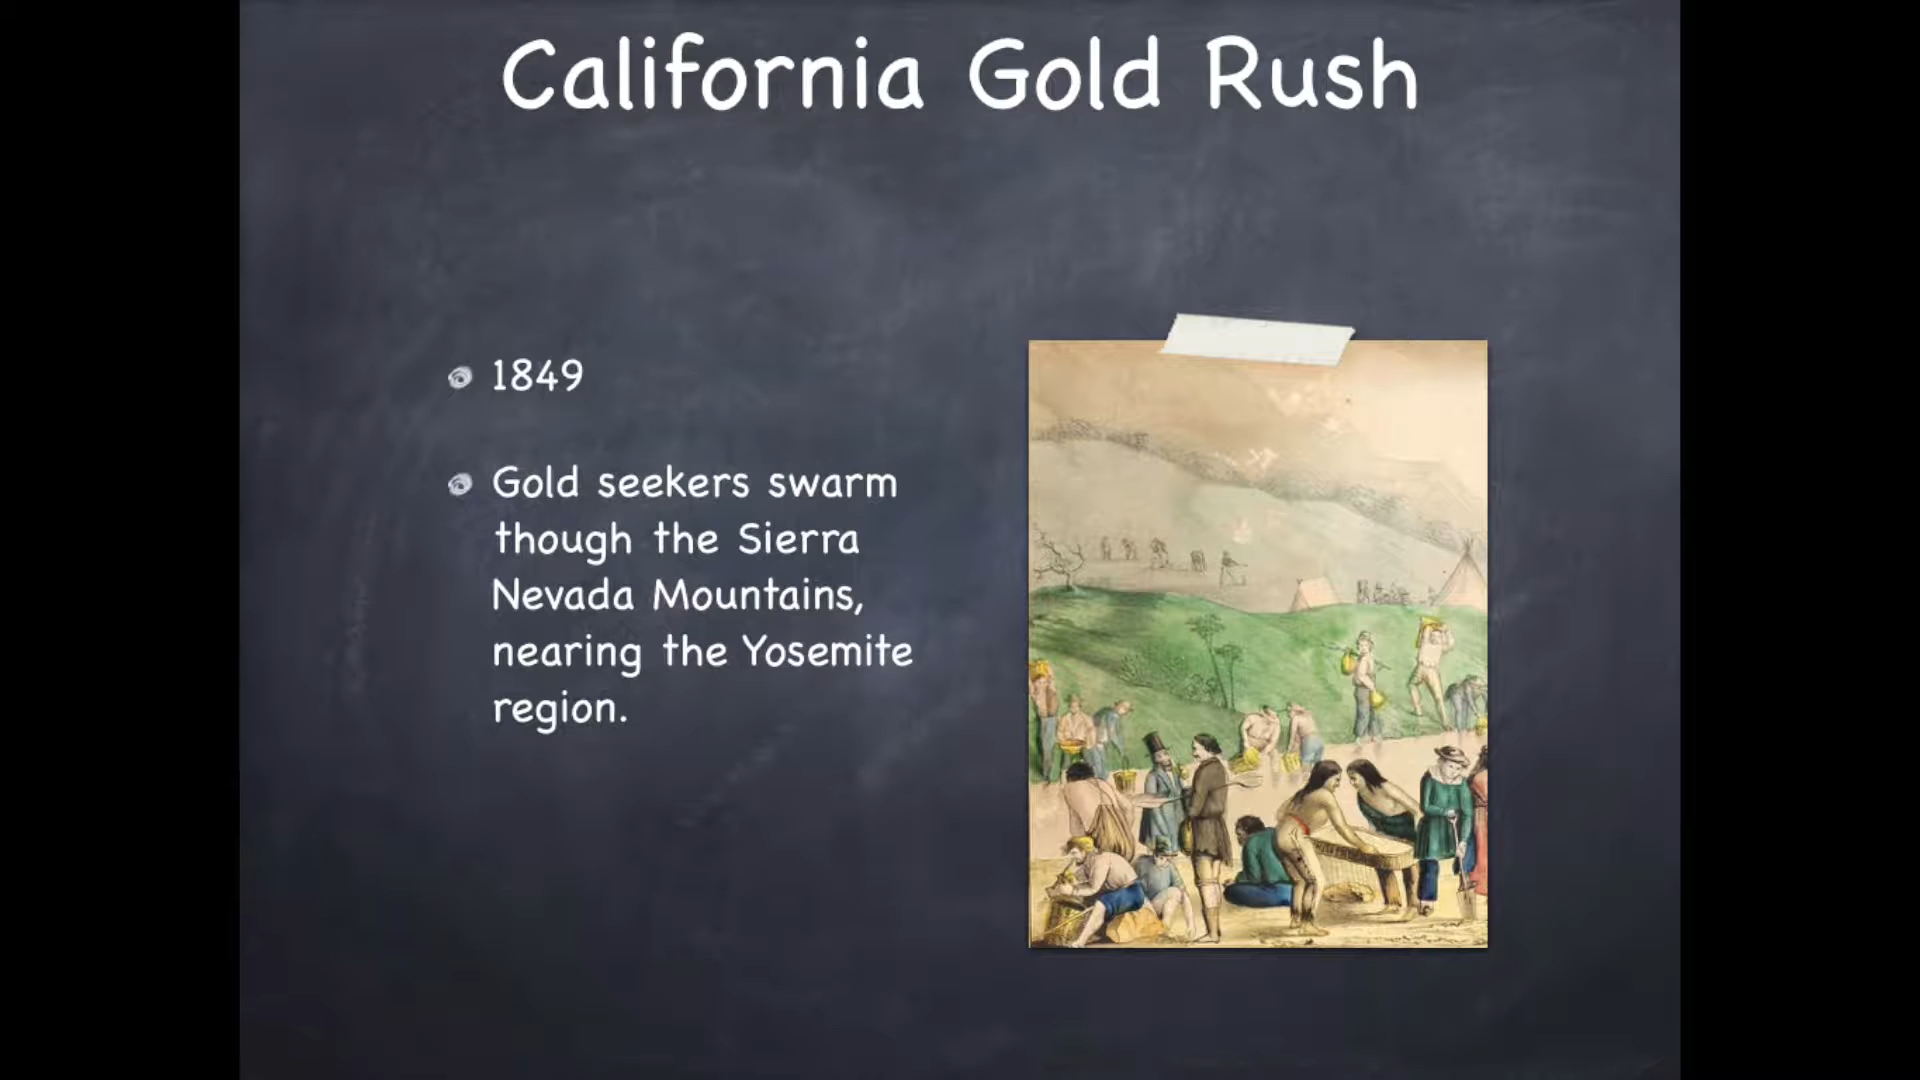 California Gold Rush
1849
Gold seekers swarm
though the Sierra
Nevada Mountains,
nearing the Yosemite
region.